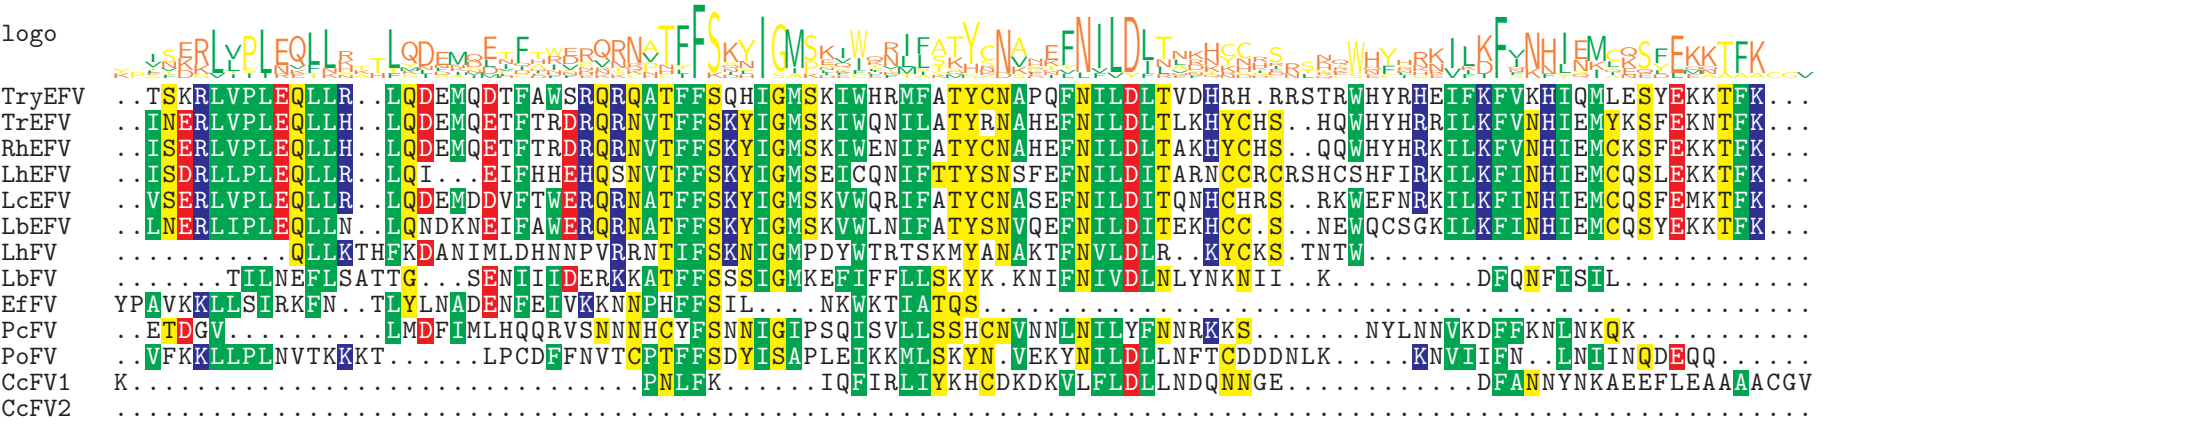 logo
TryEFV ..TSKRLVPLEQLLR..LQDEMQDTFAWSRQRQATFFSQHIGMSKIWHRMFATYCNAPQFNILDLTVDHRH.RRSTRWHYRHEIFKFVKHIQMLESYEKKTFK...
TrEFV ..INERLVPLEQLLH..LQDEMQETFTRDRQRNVTFFSKYIGMSKIWQNILATYRNAHEFNILDLTLKHYCHS..HQWHYHRRILKFVNHIEMYKSFEKNTFK...
RhEFV ..ISERLVPLEQLLH..LQDEMQETFTRDRQRNVTFFSKYIGMSKIWENIFATYCNAHEFNILDLTAKHYCHS..QQWHYHRKILKFVNHIEMCKSFEKKTFK...
LhEFV ..ISDRLLPLEQLLR..LQI...EIFHHEHQSNVTFFSKYIGMSEICQNIFTTYSNSFEFNILDITARNCCRCRSHCSHFIRKILKFINHIEMCQSLEKKTFK...
LcEFV ..VSERLVPLEQLLR..LQDEMDDVFTWERQRNATFFSKYIGMSKVWQRIFATYCNASEFNILDITQNHCHRS..RKWEFNRKILKFINHIEMCQSFEMKTFK...
LbEFV ..LNERLIPLEQLLN..LQNDKNEIFAWERQRNATFFSKYIGMSKVWLNIFATYSNVQEFNILDITEKHCC.S..NEWQCSGKILKFINHIEMCQSYEKKTFK...
LhFV ...........QLLKTHFKDANIMLDHNNPVRRNTIFSKNIGMPDYWTRTSKMYANAKTFNVLDLR..KYCKS.TNTW............................
LbFV .......TILNEFLSATTG...SENIIIDERKKATFFSSSIGMKEFIFFLLSKYK.KNIFNIVDLNLYNKNII..K.........DFQNFISIL............
EfFV YPAVKKLLSIRKFN..TLYLNADENFEIVKKNNPHFFSIL....NKWKTIATQS....................................................
PcFV ..ETDGV..........LMDFIMLHQQRVSNNNHCYFSNNIGIPSQISVLLSSHCNVNNLNILYFNNRKKS.......NYLNNVKDFFKNLNKQK...........
PoFV ..VFKKLLPLNVTKKKT......LPCDFFNVTCPTFFSDYISAPLEIKKMLSKYN.VEKYNILDLLNFTCDDDNLK.....KNVIIFN..LNIINQDEQQ......
CcFV1 K................................PNLFK......IQFIRLIYKHCDKDKVLFLDLLNDQNNGE............DFANNYNKAEEFLEAAAACGV
CcFV2 .........................................................................................................